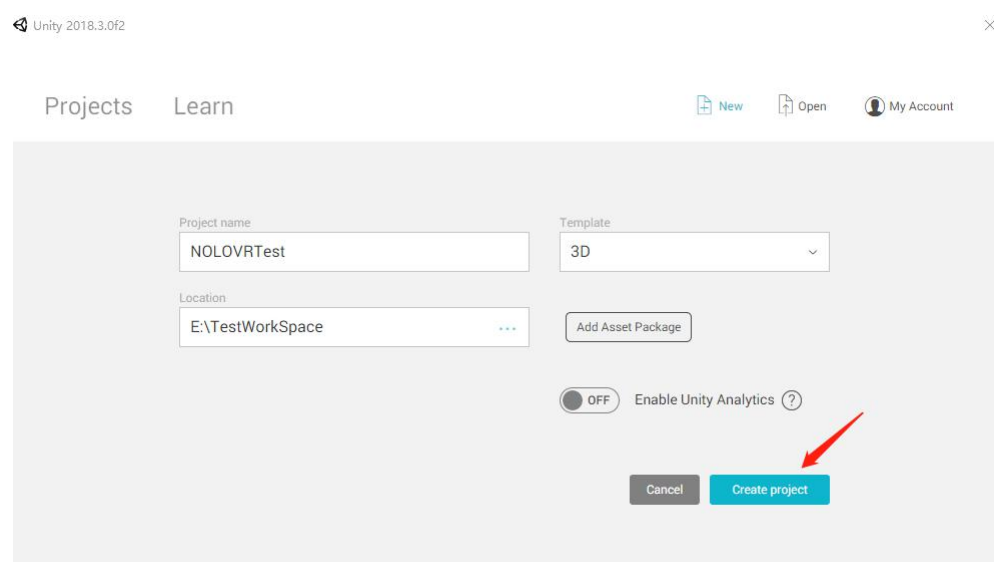 Unity 2018.3.0f2
Projects Learn New Open My Account
Project name Template
NOLOVRTest 3D
Location
E:\TestWorkSpace ... Add Asset Package
OFF Enable Unity Analytics ?
Cancel Create project